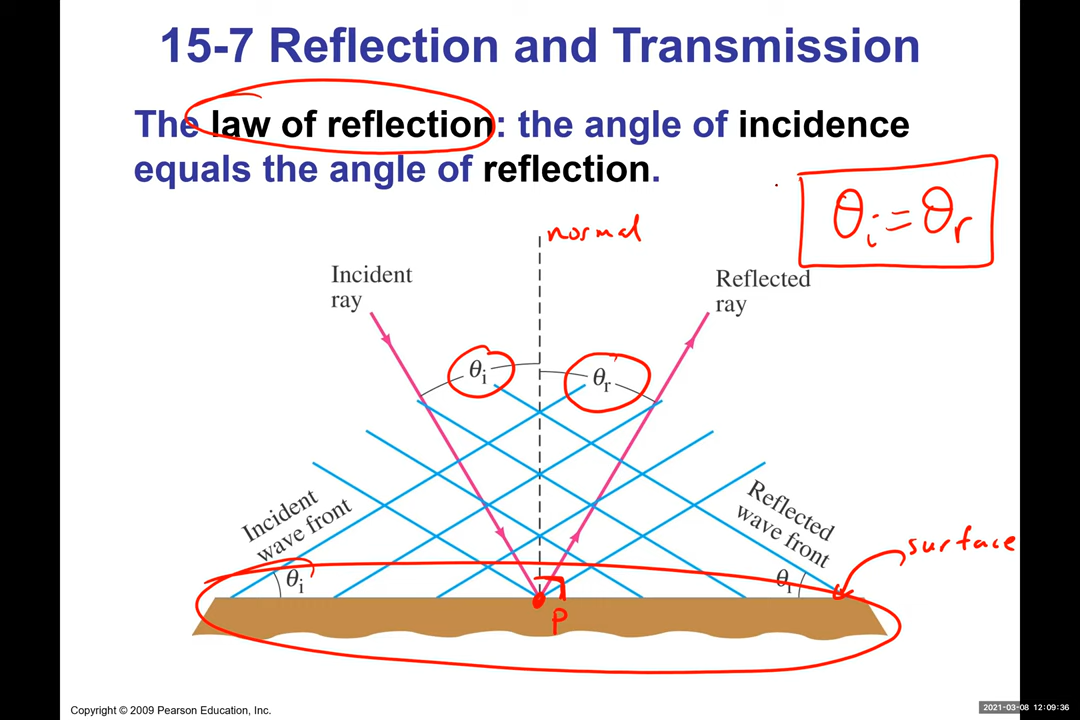 15-7 Reflection and Transmission
The law of reflection: the angle of incidence
equals the angle of reflection.
θi = θr
normal
Incident
ray
Reflected
ray
θi
θr
Incident
wave front
Reflected
wave front
surface
θi
θr
P
Copyright © 2009 Pearson Education, Inc.
2021-03-08 12:09:36